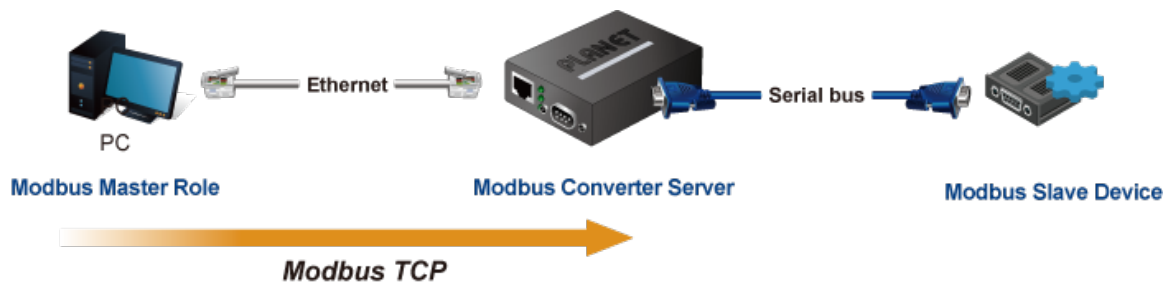 PLANET
Ethernet
Serial bus
PC
Modbus Master Role
Modbus Converter Server
Modbus Slave Device
Modbus TCP